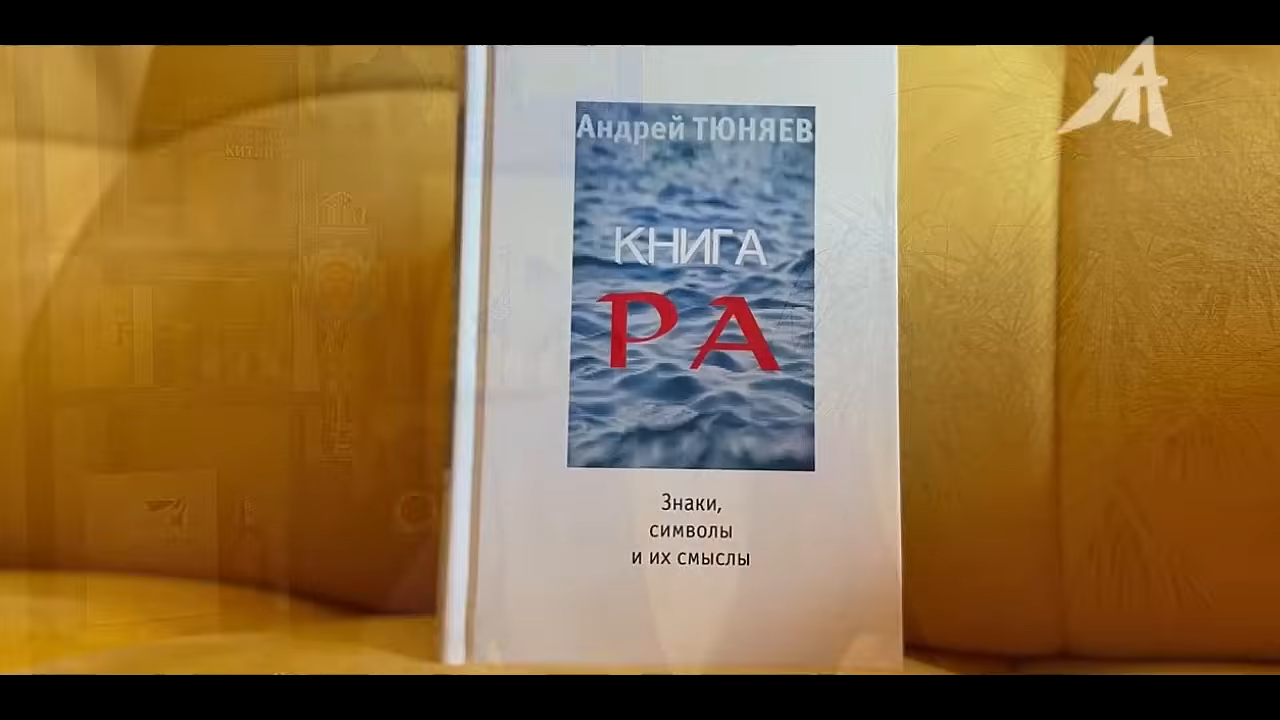 Андрей ТЮНЯЕВ
КНИГА
РА
Знаки,
символы
и их смыслы